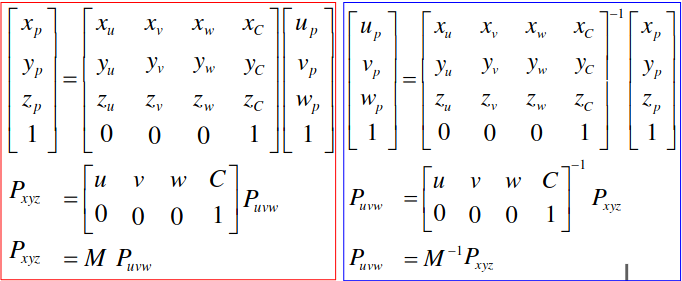 [x_p y_p z_p 1]ᵀ = [x_u x_v x_w x_C; y_u y_v y_w y_C; z_u z_v z_w z_C; 0 0 0 1] [u_p v_p w_p 1]ᵀ
P_xyz = [u v w C; 0 0 0 1] P_uvw
P_xyz = M P_uvw
[u_p v_p w_p 1]ᵀ = [x_u x_v x_w x_C; y_u y_v y_w y_C; z_u z_v z_w z_C; 0 0 0 1]⁻¹ [x_p y_p z_p 1]ᵀ
P_uvw = [u v w C; 0 0 0 1]⁻¹ P_xyz
P_uvw = M⁻¹ P_xyz